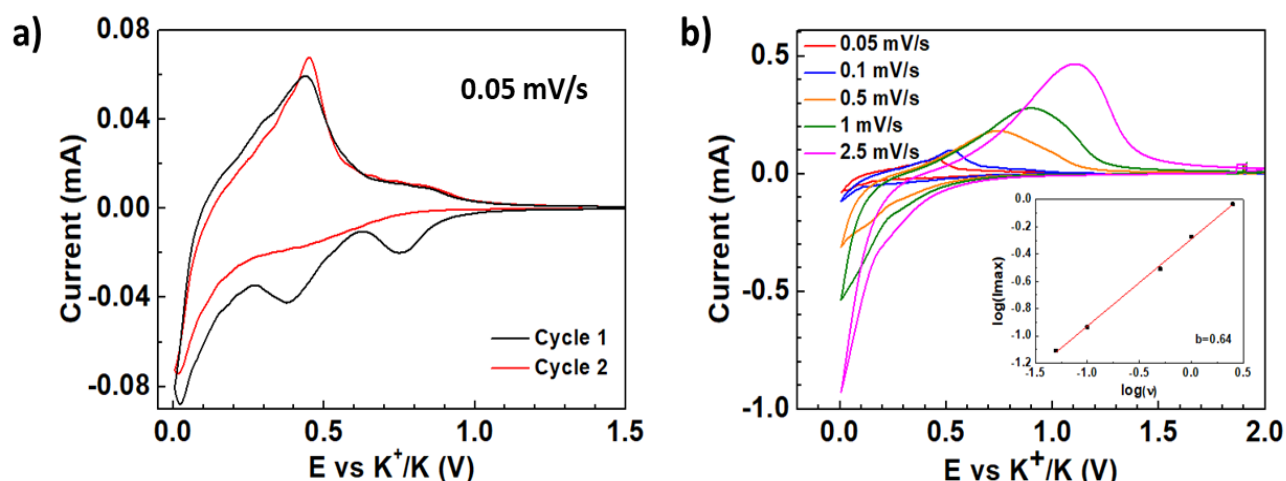 a)
0.08
0.04
0.00
-0.04
-0.08
Current (mA)
0.05 mV/s
Cycle 1
Cycle 2
0.0 0.5 1.0 1.5
E vs K⁺/K (V)
b)
0.5
0.0
-0.5
-1.0
Current (mA)
0.05 mV/s
0.1 mV/s
0.5 mV/s
1 mV/s
2.5 mV/s
0.0
-0.2
-0.4
-0.6
-0.8
-1.0
-1.2
log(Imax)
b=0.64
-1.5 -1.0 -0.5 0.0 0.5
log(ν)
0.0 0.5 1.0 1.5 2.0
E vs K⁺/K (V)